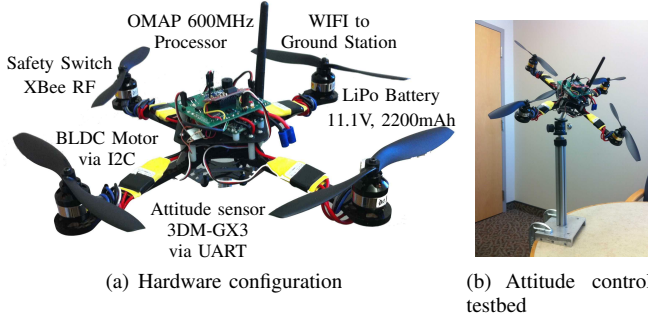 OMAP 600MHz
Processor
WIFI to
Ground Station
Safety Switch
XBee RF
LiPo Battery
11.1V, 2200mAh
BLDC Motor
via I2C
Attitude sensor
3DM-GX3
via UART
(a) Hardware configuration
(b) Attitude control
testbed